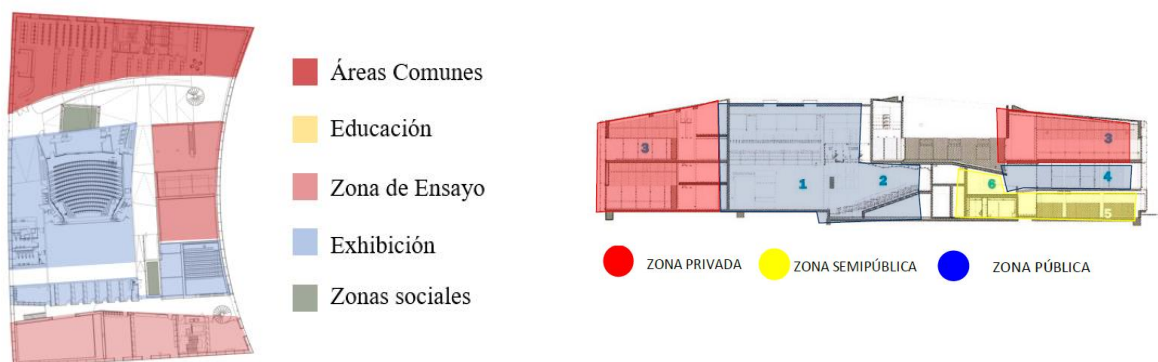 Áreas Comunes
Educación
Zona de Ensayo
Exhibición
Zonas sociales
3
1
2
3
4
6
5
ZONA PRIVADA
ZONA SEMIPÚBLICA
ZONA PÚBLICA